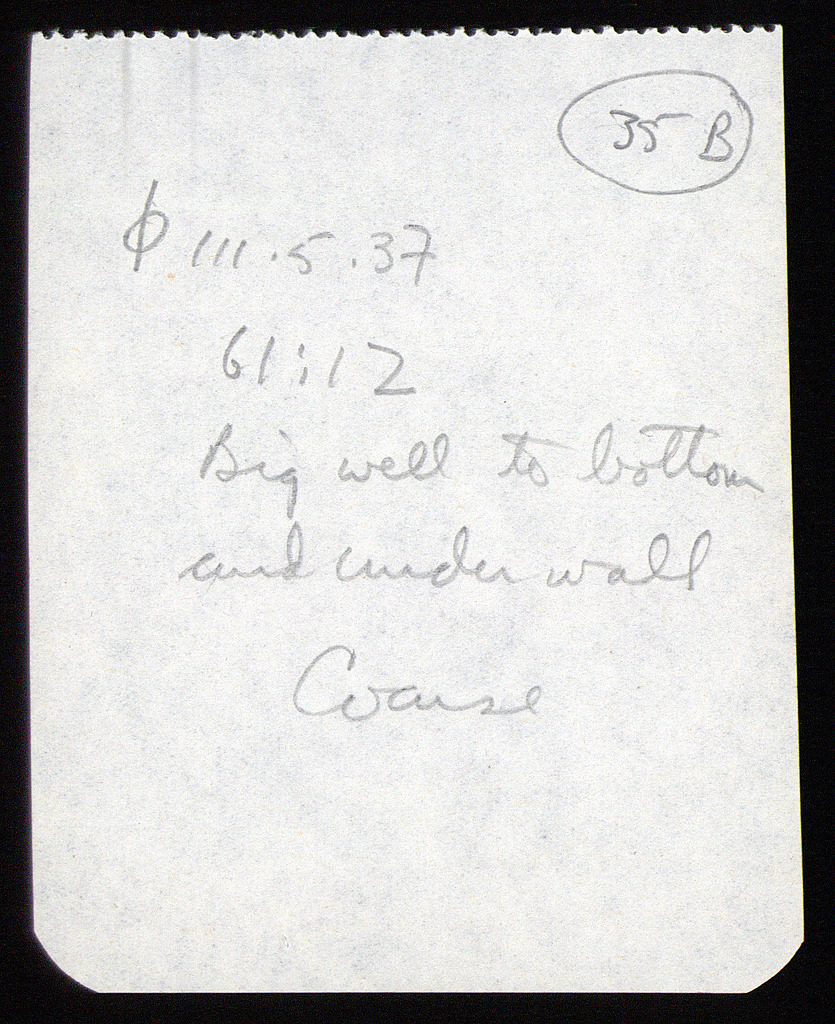 35 B
ϕ 111.5.37
61:12
Big well to bottom
and under wall
Coarse